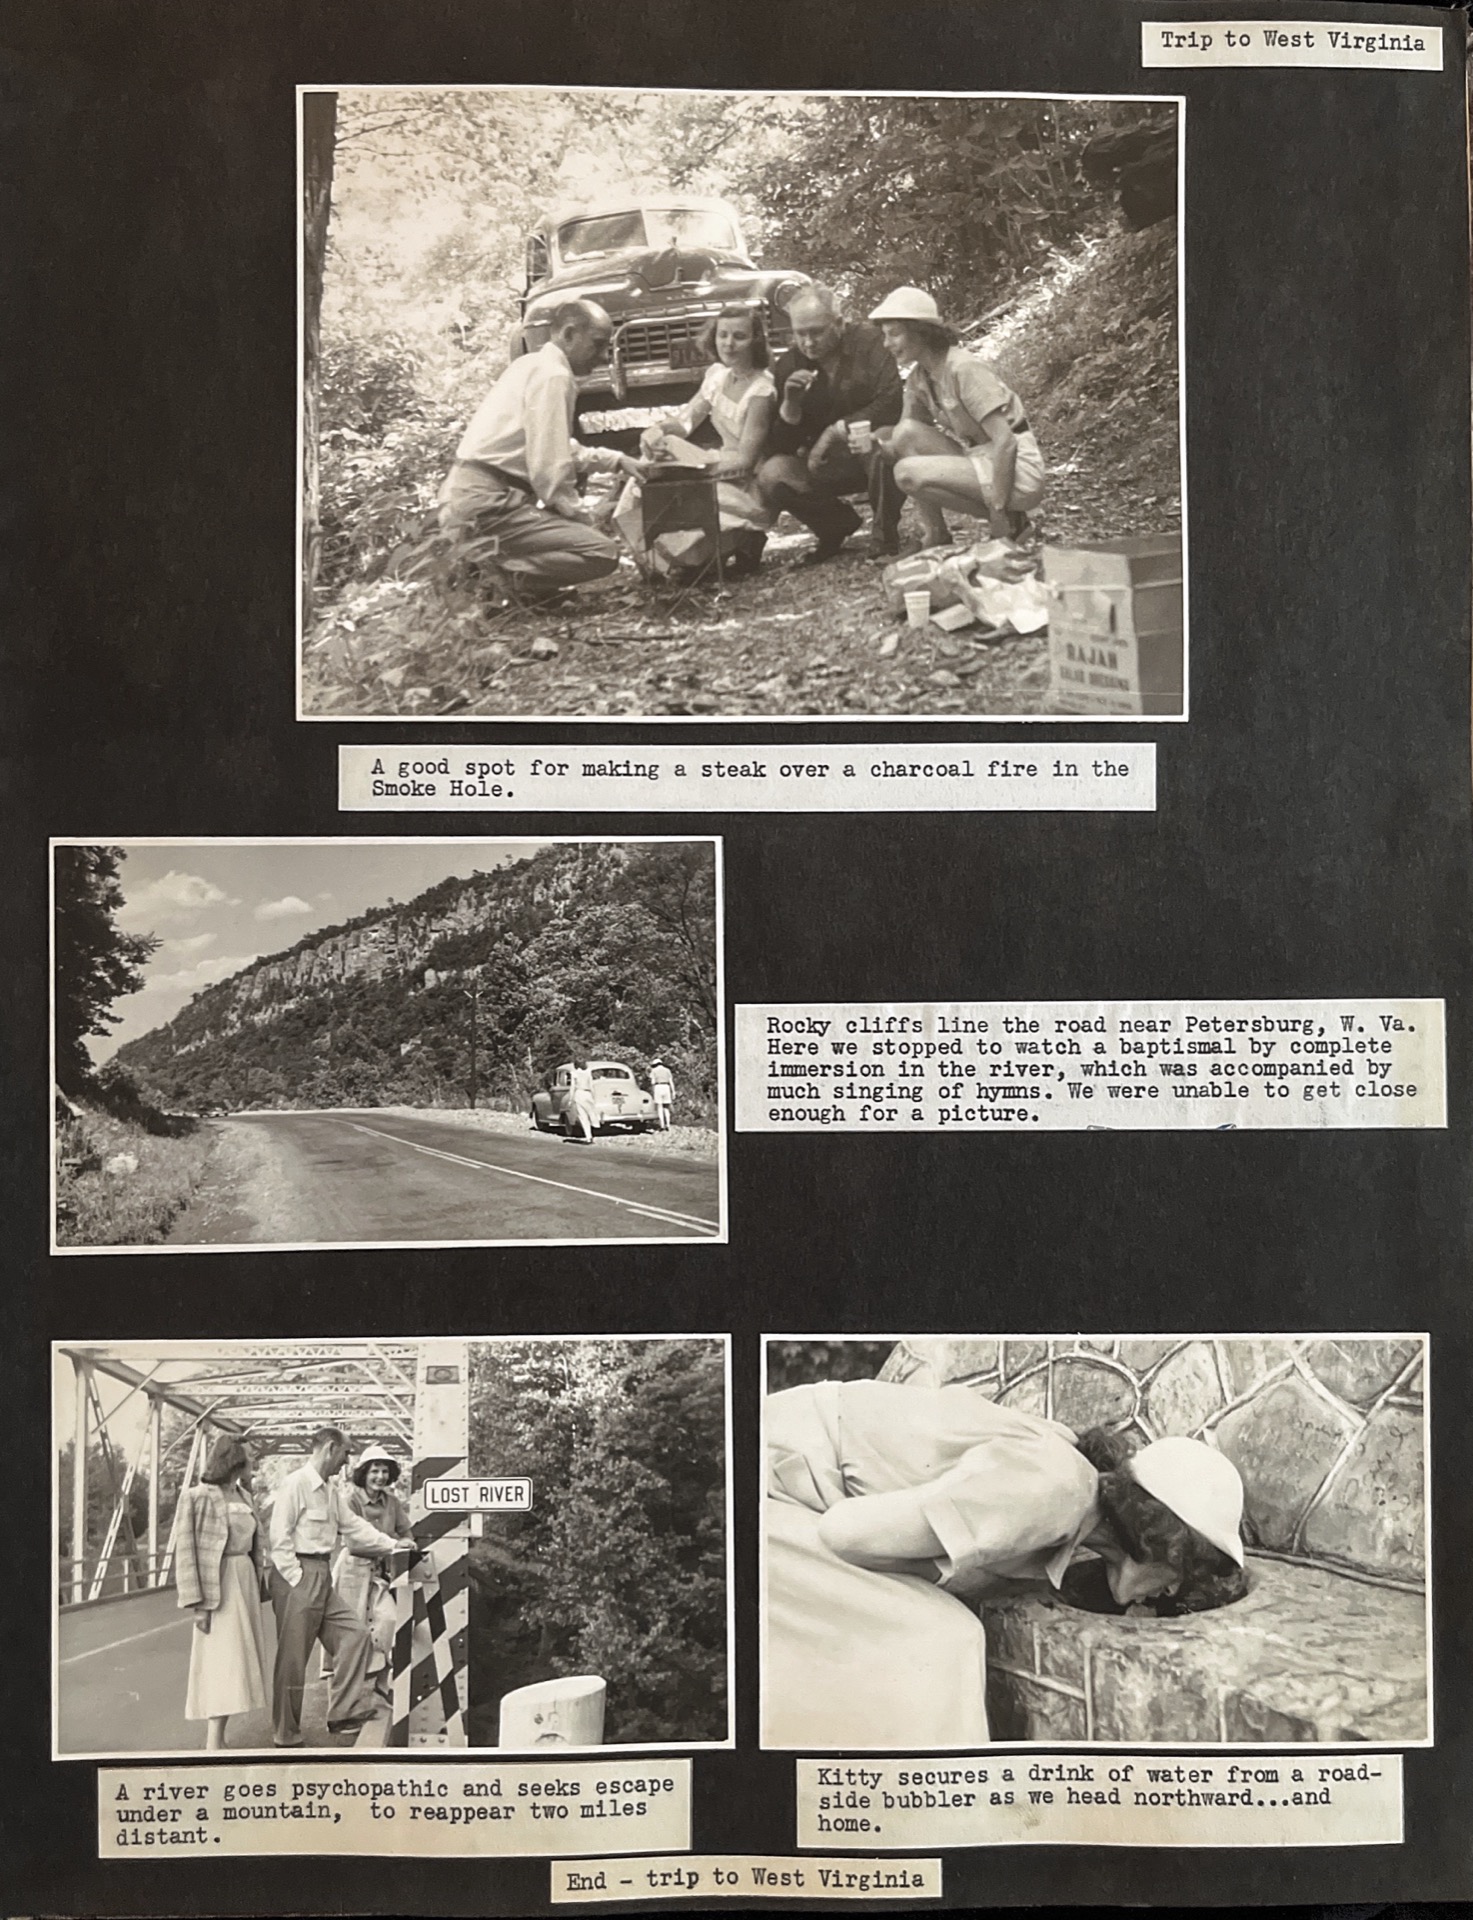 Trip to West Virginia
RAJAN
A good spot for making a steak over a charcoal fire in the
Smoke Hole.
Rocky cliffs line the road near Petersburg, W. Va.
Here we stopped to watch a baptismal by complete
immersion in the river, which was accompanied by
much singing of hymns. We were unable to get close
enough for a picture.
LOST RIVER
A river goes psychopathic and seeks escape
under a mountain, to reappear two miles
distant.
Kitty secures a drink of water from a road-
side bubbler as we head northward...and
home.
End - trip to West Virginia